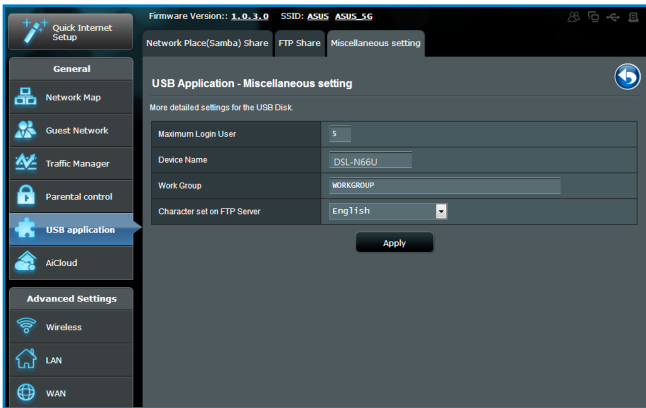 Quick Internet
Setup
Firmware Version:: 1.0.3.0 SSID: ASUS ASUS_5G
Network Place(Samba) Share FTP Share Miscellaneous setting
General
Network Map
Guest Network
Traffic Manager
Parental control
USB application
AiCloud
Advanced Settings
Wireless
LAN
WAN
USB Application - Miscellaneous setting
More detailed settings for the USB Disk.
Maximum Login User 5
Device Name DSL-N66U
Work Group WORKGROUP
Character set on FTP Server English
Apply